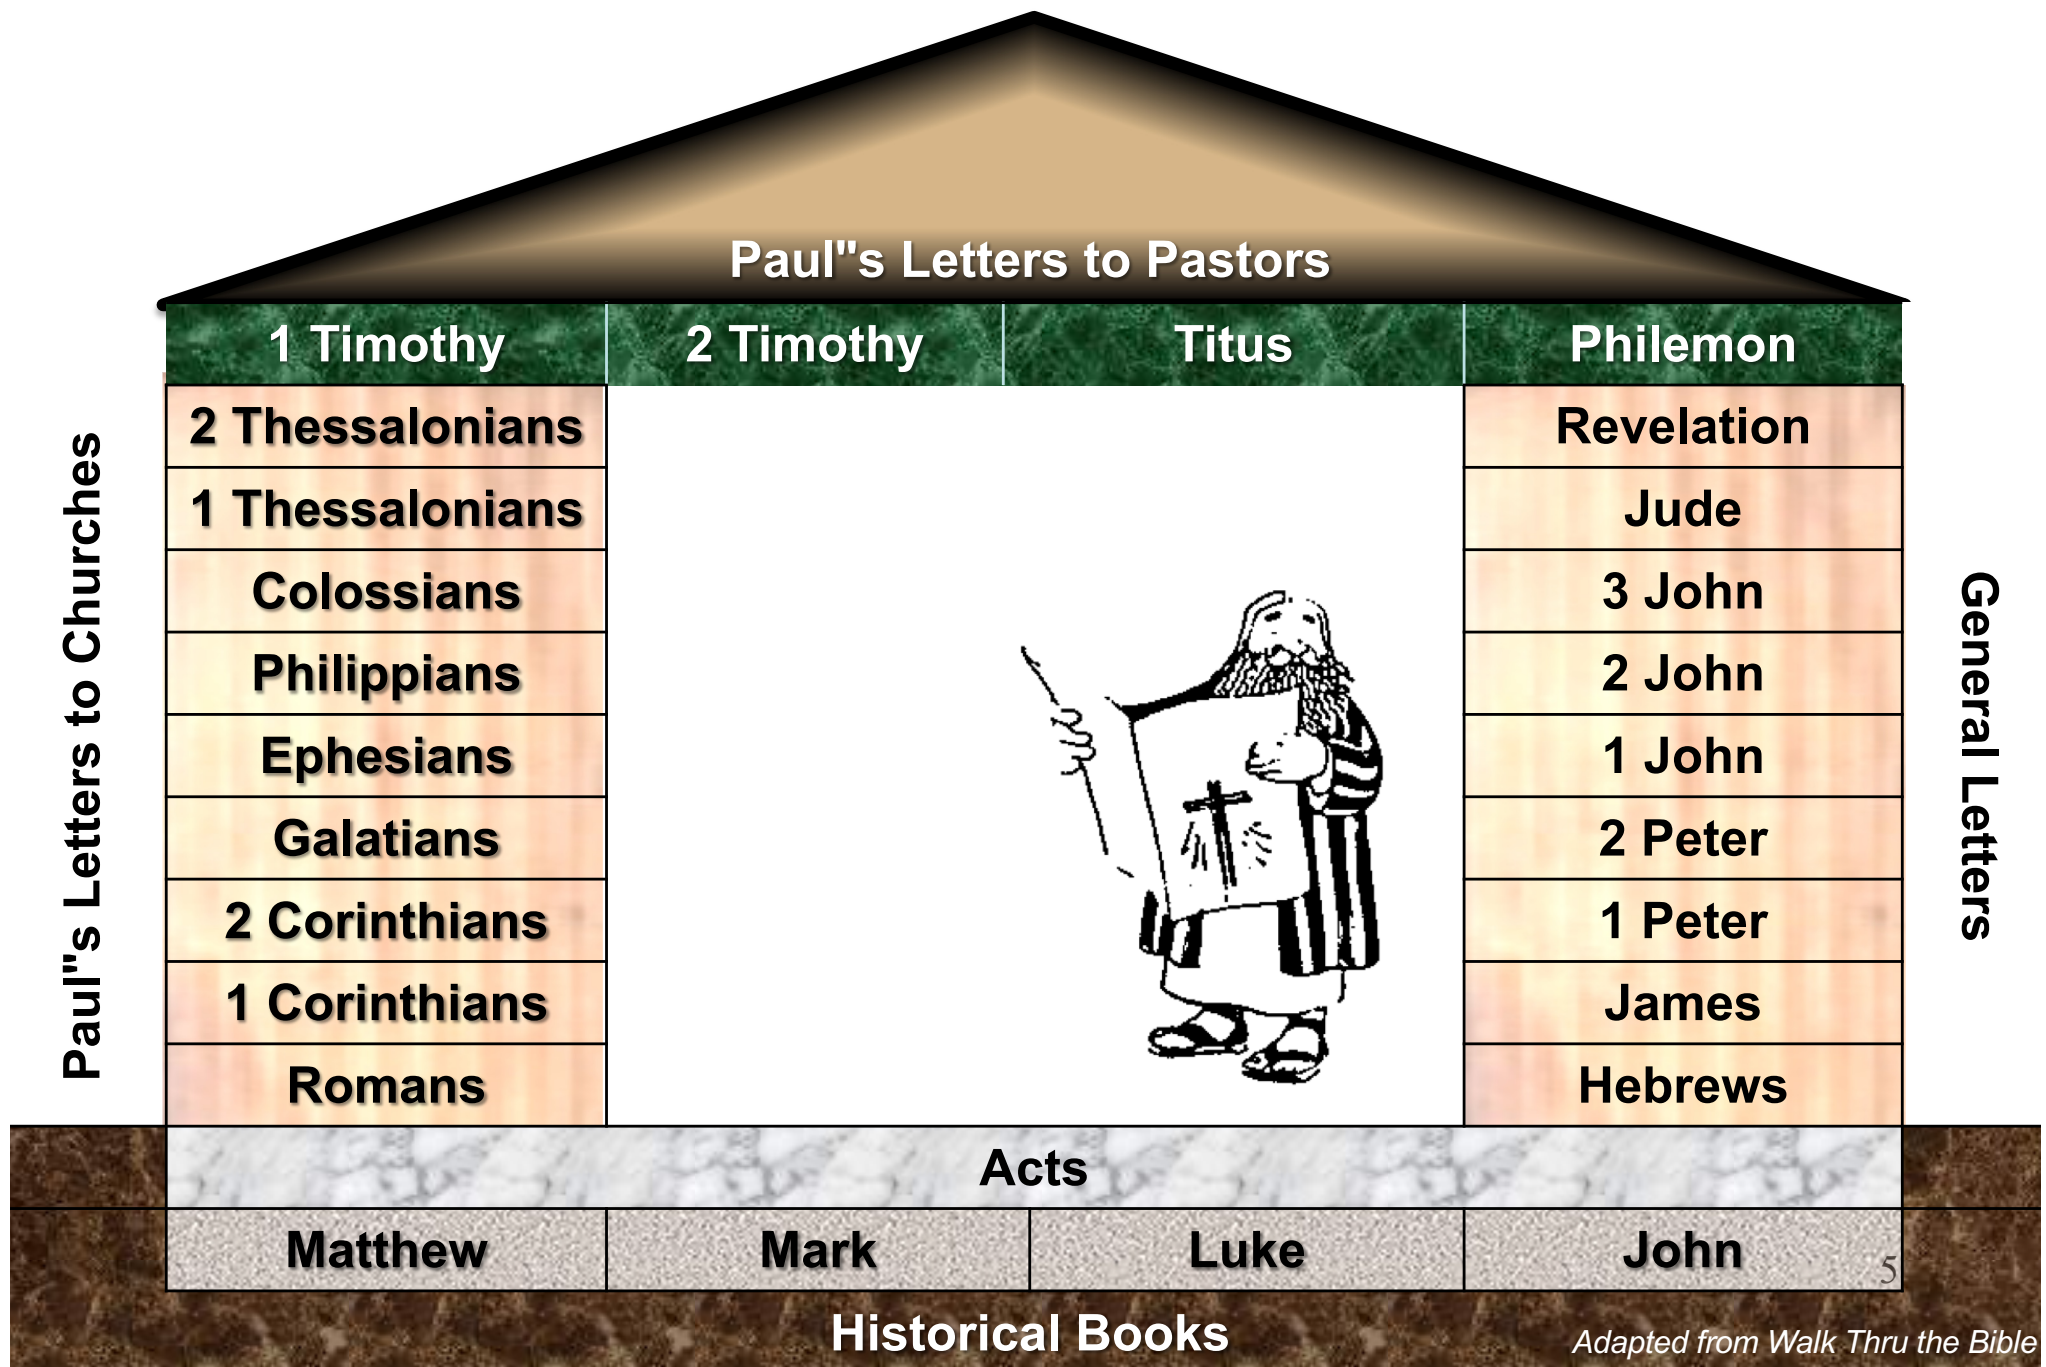 Paul"s Letters to Pastors
1 Timothy 2 Timothy Titus Philemon
Paul"s Letters to Churches
2 Thessalonians
1 Thessalonians
Colossians
Philippians
Ephesians
Galatians
2 Corinthians
1 Corinthians
Romans
Revelation
Jude
3 John
2 John
1 John
2 Peter
1 Peter
James
Hebrews
General Letters
Acts
Matthew Mark Luke John
5
Historical Books
Adapted from Walk Thru the Bible